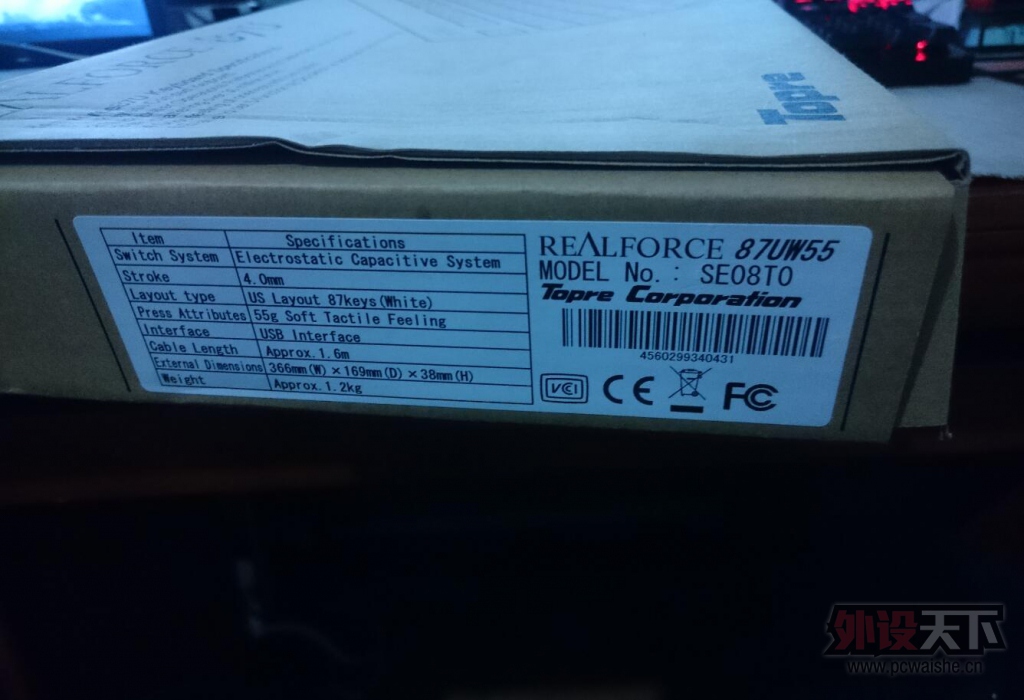 REALFORCE 87U
Topre
Item Specifications
Switch System Electrostatic Capacitive System
Stroke 4.0mm
Layout type US Layout 87keys(White)
Press Attributes 55g Soft Tactile Feeling
Interface USB Interface
Cable Length Approx.1.6m
External Dimensions 366mm(W)×169mm(D)×38mm(H)
Weight Approx.1.2kg
REALFORCE 87UW55
MODEL No.: SE08T0
Topre Corporation
4560299340431
VCI CE FC
外设天下
www.pcwaishe.cn